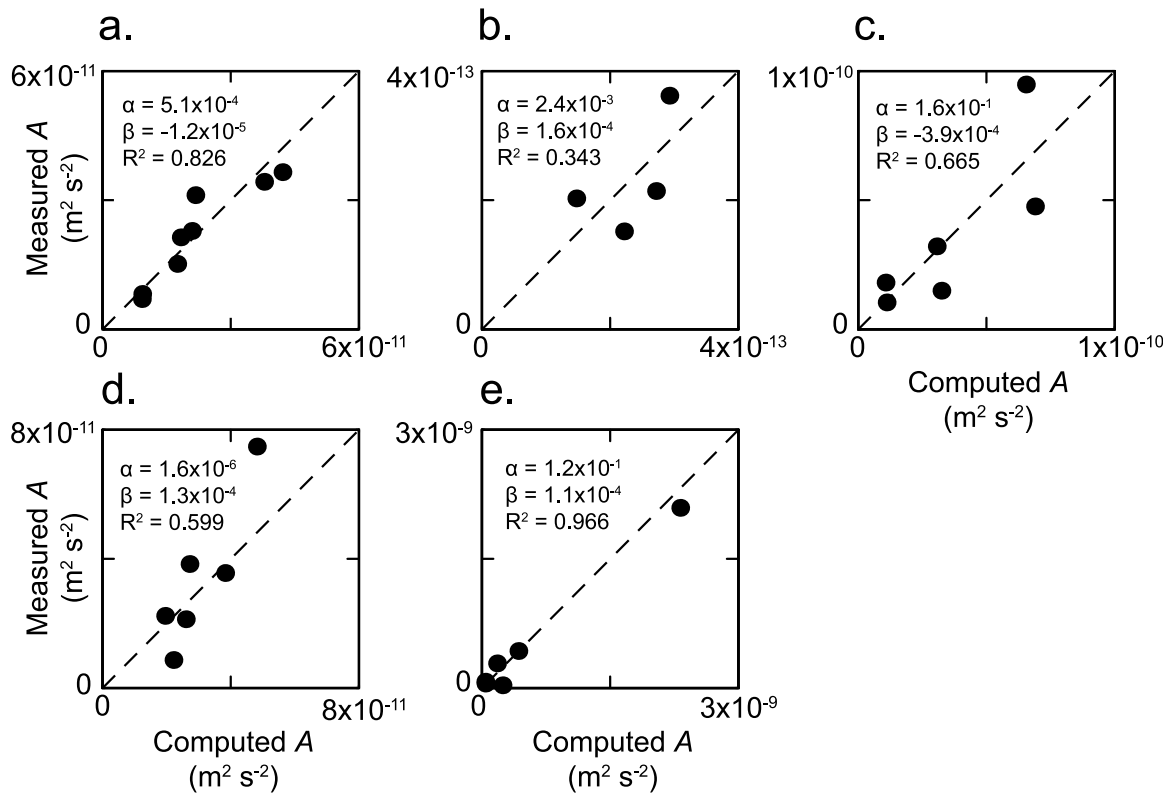 a.
6x10⁻¹¹
α = 5.1x10⁻⁴
β = -1.2x10⁻⁵
R² = 0.826
Measured A
(m² s⁻²)
0
0
6x10⁻¹¹
b.
4x10⁻¹³
α = 2.4x10⁻³
β = 1.6x10⁻⁴
R² = 0.343
0
0
4x10⁻¹³
c.
1x10⁻¹⁰
α = 1.6x10⁻¹
β = -3.9x10⁻⁴
R² = 0.665
0
0
1x10⁻¹⁰
Computed A
(m² s⁻²)
d.
8x10⁻¹¹
α = 1.6x10⁻⁶
β = 1.3x10⁻⁴
R² = 0.599
Measured A
(m² s⁻²)
0
0
8x10⁻¹¹
Computed A
(m² s⁻²)
e.
3x10⁻⁹
α = 1.2x10⁻¹
β = 1.1x10⁻⁴
R² = 0.966
0
0
3x10⁻⁹
Computed A
(m² s⁻²)